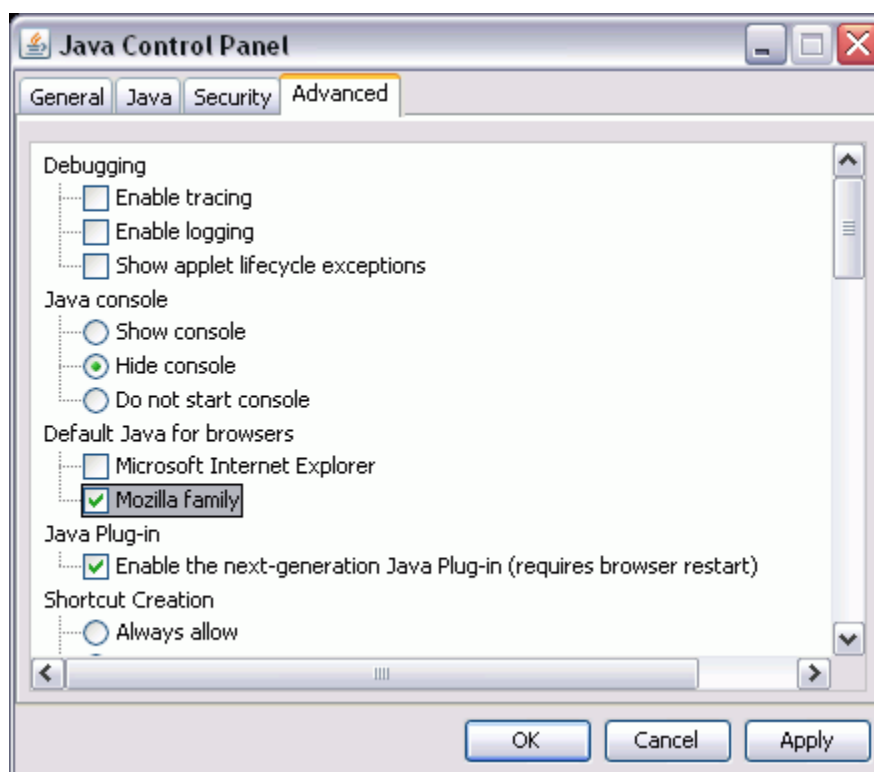 Java Control Panel
General Java Security Advanced
Debugging
Enable tracing
Enable logging
Show applet lifecycle exceptions
Java console
Show console
Hide console
Do not start console
Default Java for browsers
Microsoft Internet Explorer
Mozilla family
Java Plug-in
Enable the next-generation Java Plug-in (requires browser restart)
Shortcut Creation
Always allow
OK Cancel Apply